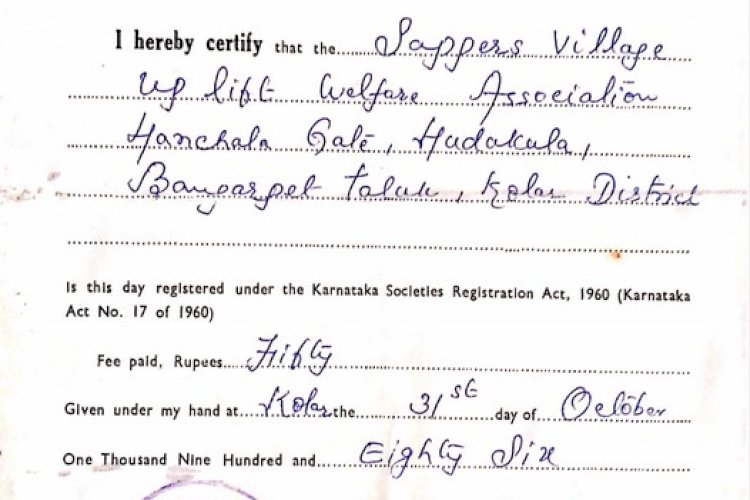 I hereby certify that the Sappers Village
Up lift Welfare Association
Hanchala Gate, Hudakula,
Bangarpet Taluk, Kolar District
Is this day registered under the Karnataka Societies Registration Act, 1960 (Karnataka
Act No. 17 of 1960)
Fee paid, Rupees Fifty
Given under my hand at Kolar the 31st day of October
One Thousand Nine Hundred and Eighty Six